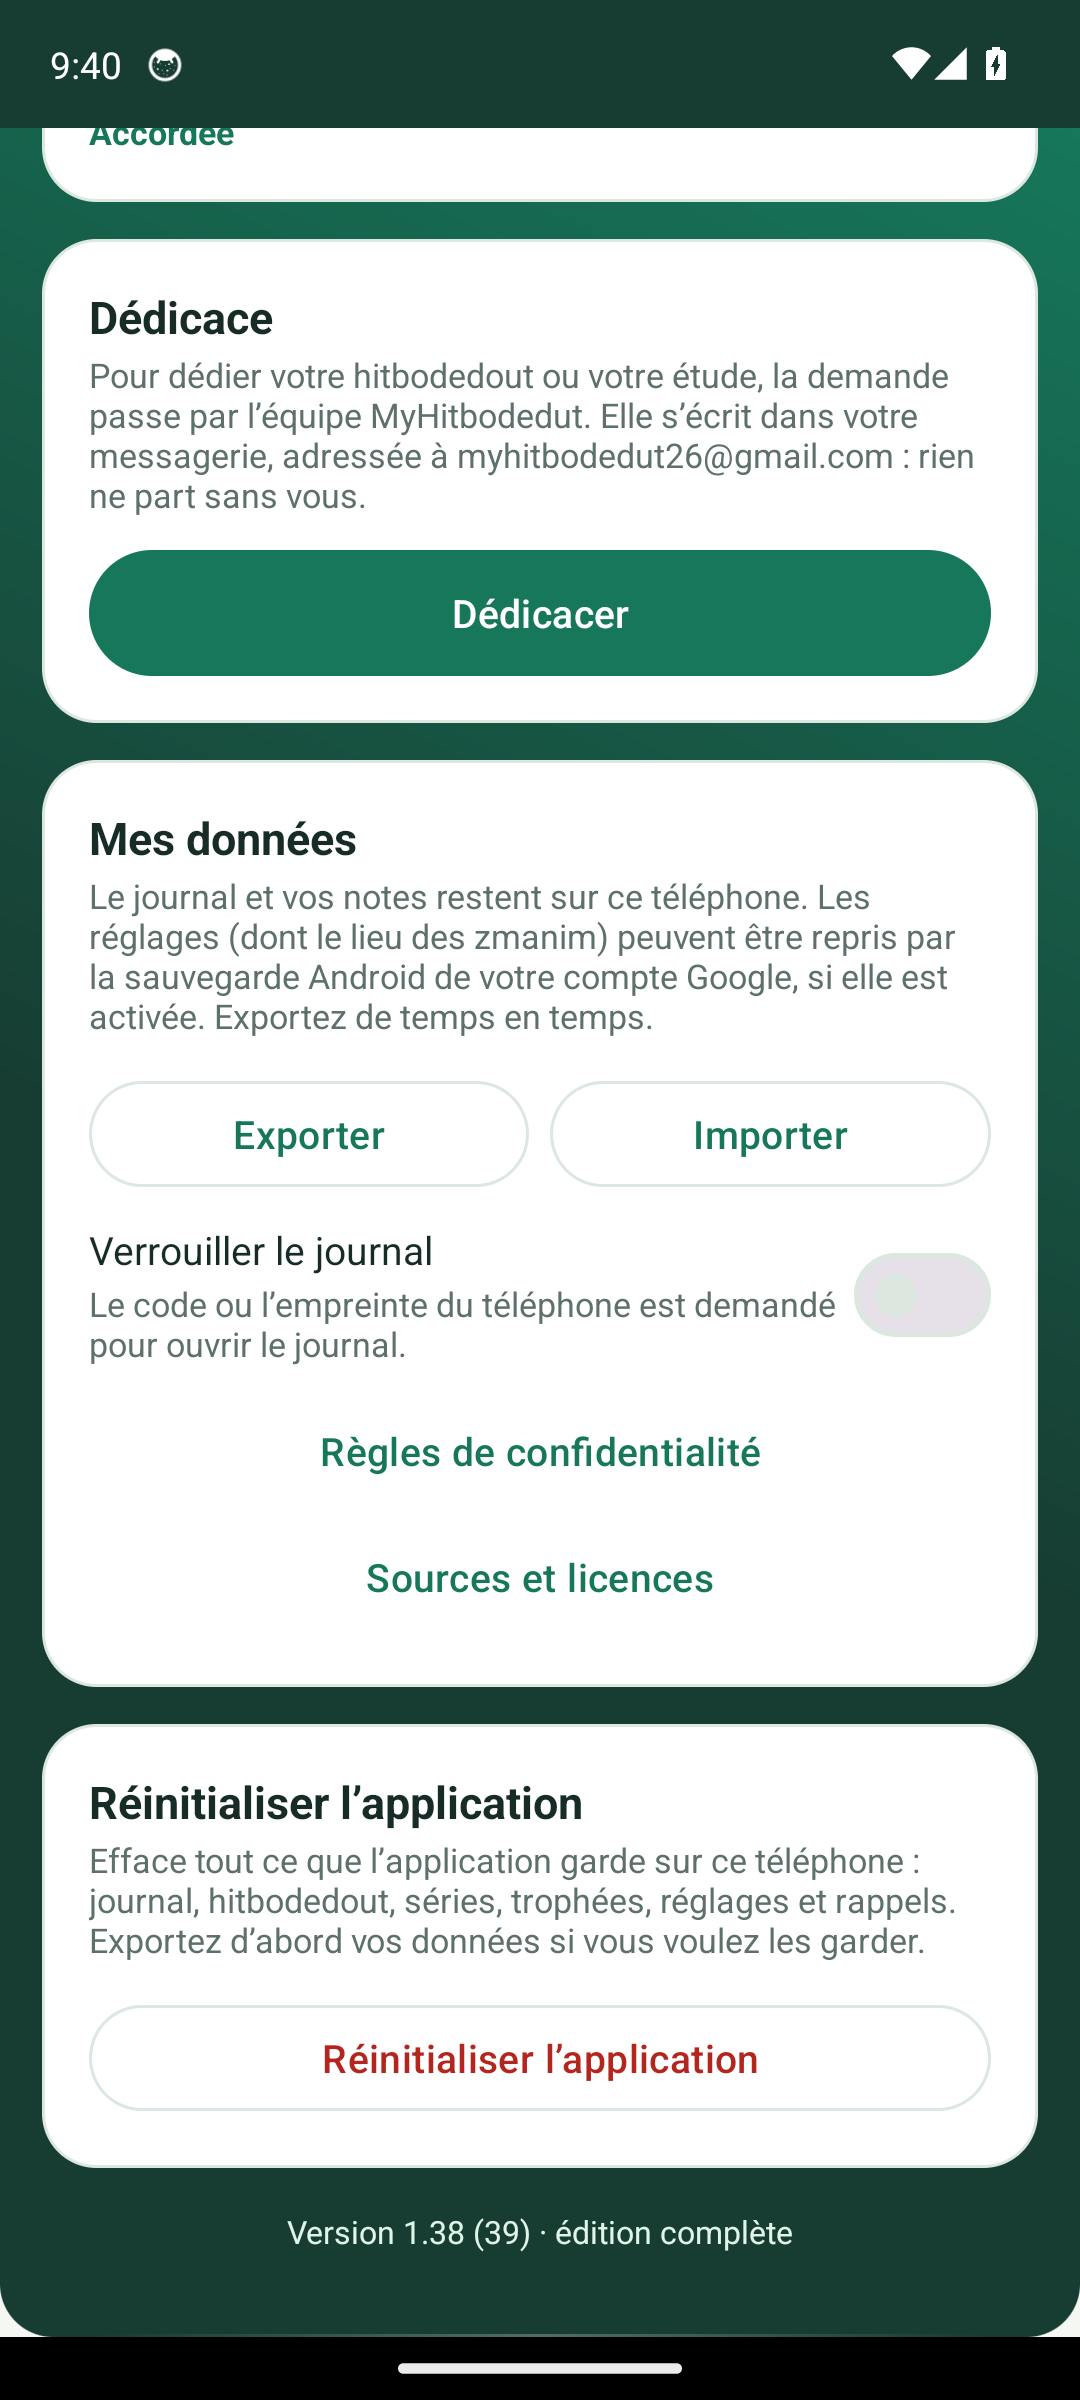 9:40
Accordée
Dédicace
Pour dédier votre hitbodedout ou votre étude, la demande
passe par l’équipe MyHitbodedut. Elle s’écrit dans votre
messagerie, adressée à myhitbodedut26@gmail.com : rien
ne part sans vous.
Dédicacer
Mes données
Le journal et vos notes restent sur ce téléphone. Les
réglages (dont le lieu des zmanim) peuvent être repris par
la sauvegarde Android de votre compte Google, si elle est
activée. Exportez de temps en temps.
Exporter
Importer
Verrouiller le journal
Le code ou l’empreinte du téléphone est demandé
pour ouvrir le journal.
Règles de confidentialité
Sources et licences
Réinitialiser l’application
Efface tout ce que l’application garde sur ce téléphone :
journal, hitbodedout, séries, trophées, réglages et rappels.
Exportez d’abord vos données si vous voulez les garder.
Réinitialiser l’application
Version 1.38 (39) · édition complète